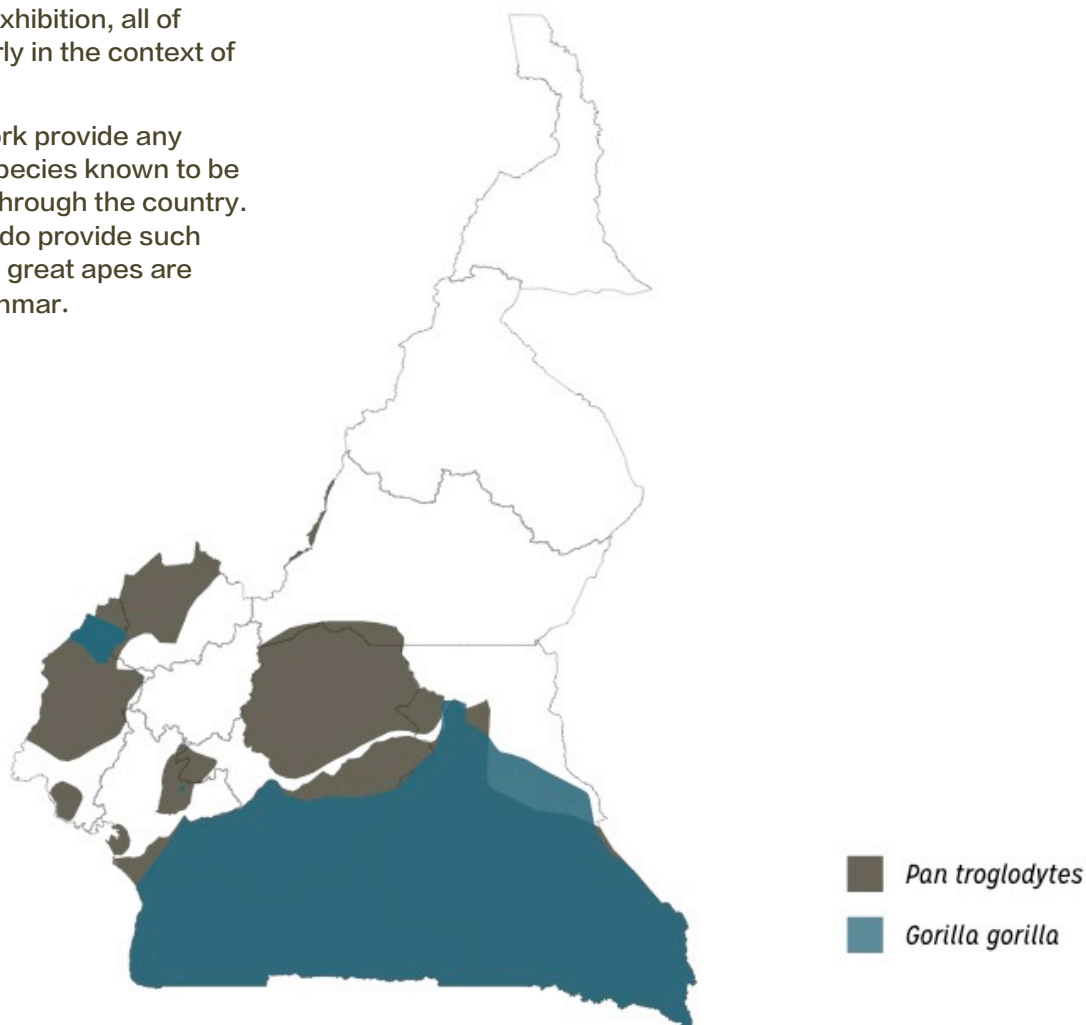 xhibition, all of
rly in the context of
ork provide any
pecies known to be
hrough the country.
do provide such
great apes are
nmar.
Pan troglodytes
Gorilla gorilla